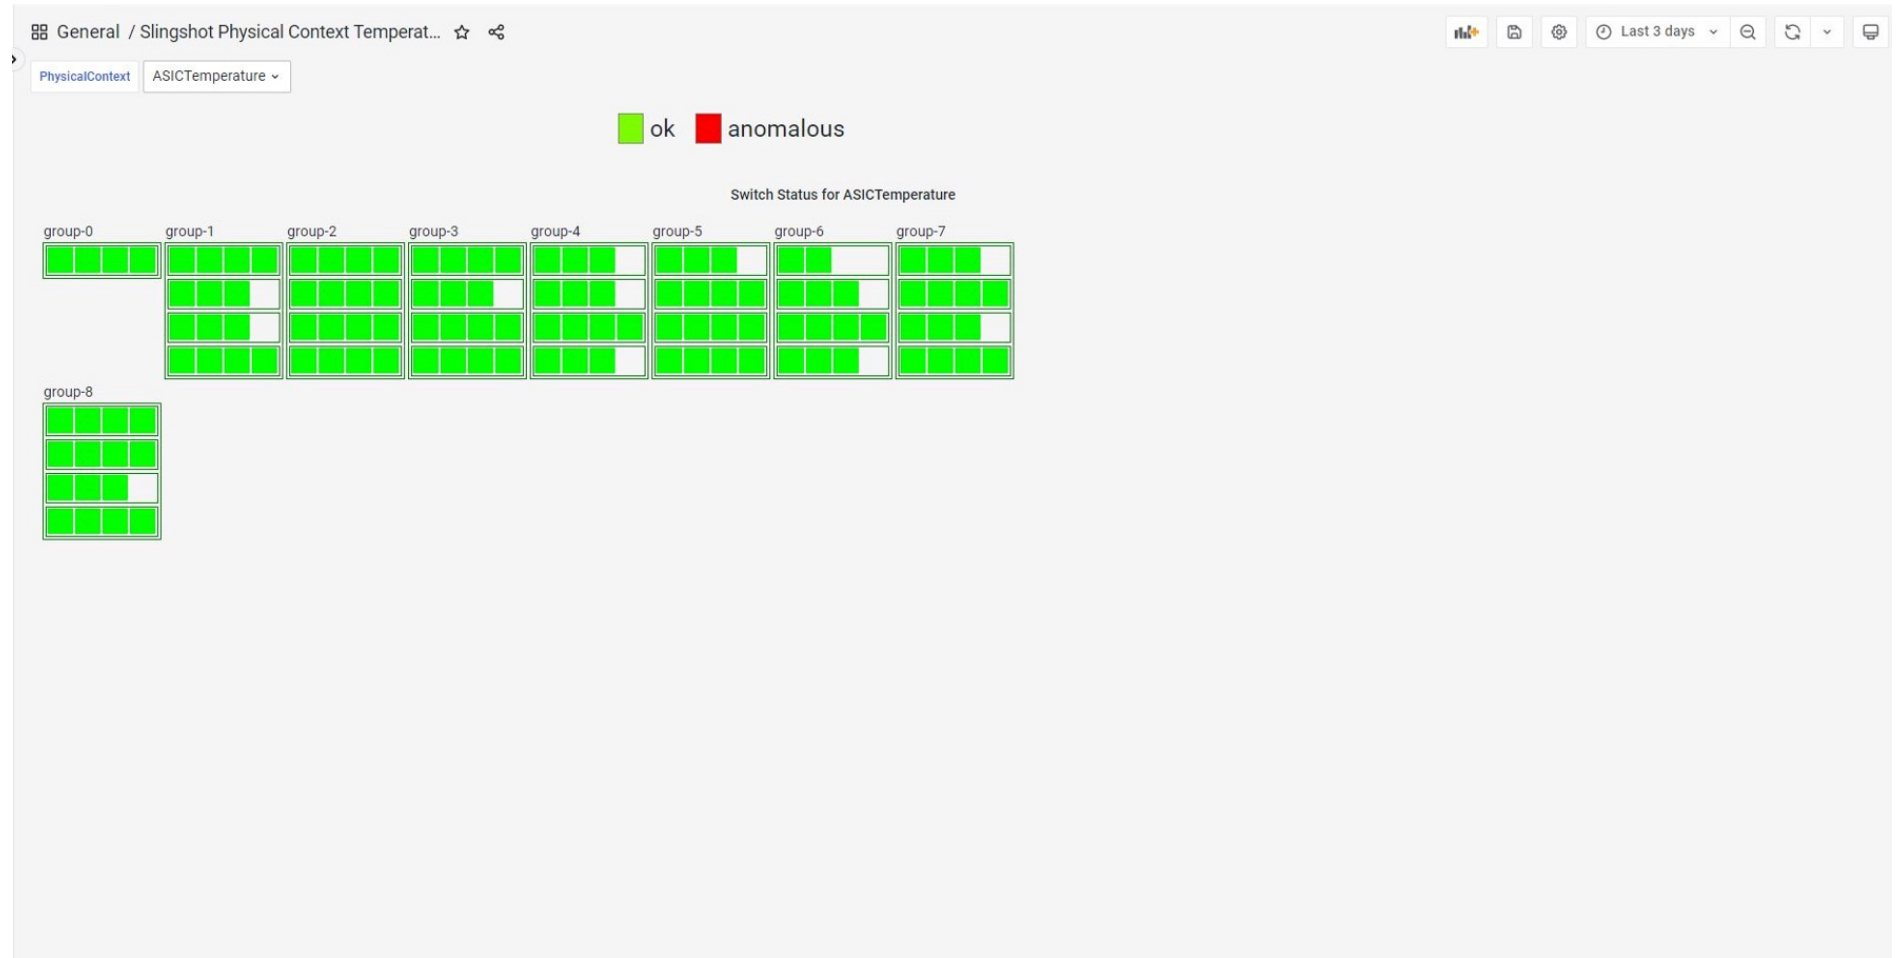 General / Slingshot Physical Context Temperat...
Last 3 days
PhysicalContext ASICTemperature
ok anomalous
Switch Status for ASICTemperature
group-0 group-1 group-2 group-3 group-4 group-5 group-6 group-7
group-8